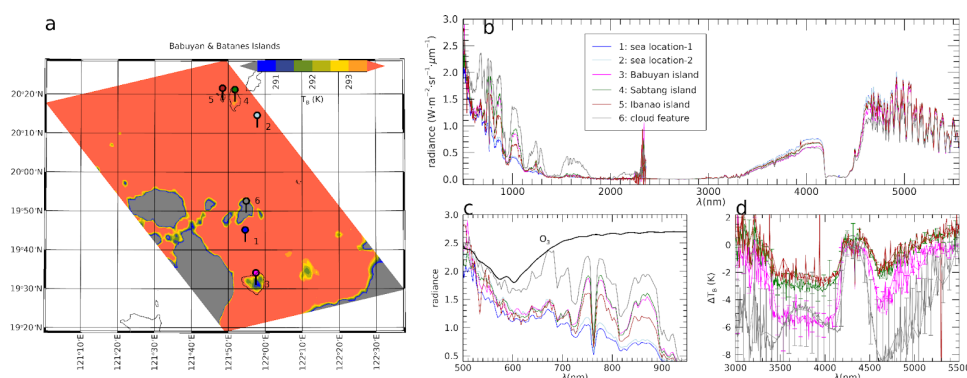 a
Babuyan & Batanes Islands
291
292
293
T_B (K)
20°20'N
20°10'N
20°00'N
19°50'N
19°40'N
19°30'N
19°20'N
5
4
2
6
1
3
121°10'E
121°20'E
121°30'E
121°40'E
121°50'E
122°00'E
122°10'E
122°20'E
122°30'E
b
radiance (W·m⁻²·sr⁻¹·μm⁻¹)
3.0
2.5
2.0
1.5
1.0
0.5
0.0
1: sea location-1
2: sea location-2
3: Babuyan island
4: Sabtang island
5: Ibanao island
6: cloud feature
1000
2000
3000
4000
5000
λ(nm)
c
radiance
3.0
2.5
2.0
1.5
1.0
0.5
O₃
500
600
700
800
900
λ(nm)
d
ΔT_B (K)
2
0
-2
-4
-6
-8
3000
3500
4000
4500
5000
5500
λ(nm)